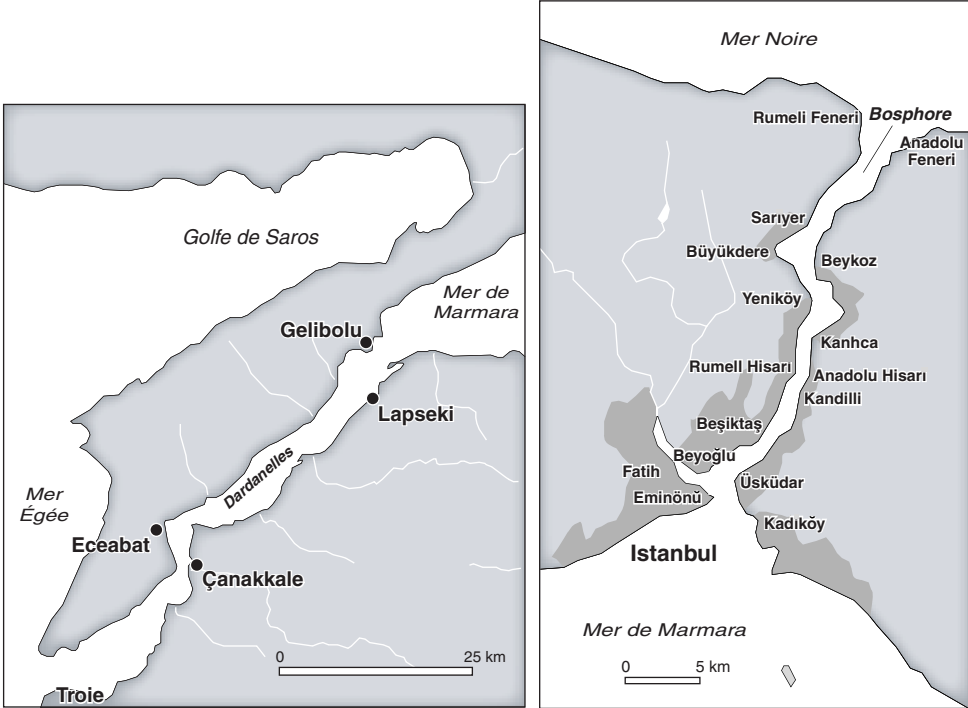 Golfe de Saros
Mer de
Marmara
Gelibolu
Lapseki
Dardanelles
Mer
Égée
Eceabat
Çanakkale
0
25 km
Troie
Mer Noire
Rumeli Feneri
Bosphore
Anadolu
Feneri
Sarıyer
Büyükdere
Beykoz
Yeniköy
Kanhca
Rumell Hisarı
Anadolu Hisarı
Kandilli
Beşiktaş
Beyoğlu
Fatih
Üsküdar
Eminönŭ
Kadıkŏy
Istanbul
Mer de Marmara
0
5 km